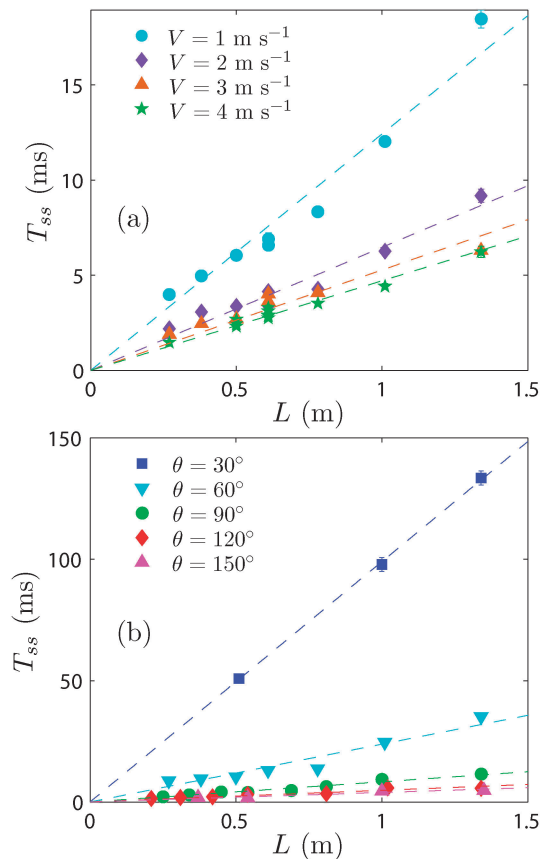 15
10
5
0
T_ss (ms)
V = 1 m s⁻¹
V = 2 m s⁻¹
V = 3 m s⁻¹
V = 4 m s⁻¹
(a)
0 0.5 1 1.5
L (m)
150
100
50
0
T_ss (ms)
θ = 30°
θ = 60°
θ = 90°
θ = 120°
θ = 150°
(b)
0 0.5 1 1.5
L (m)